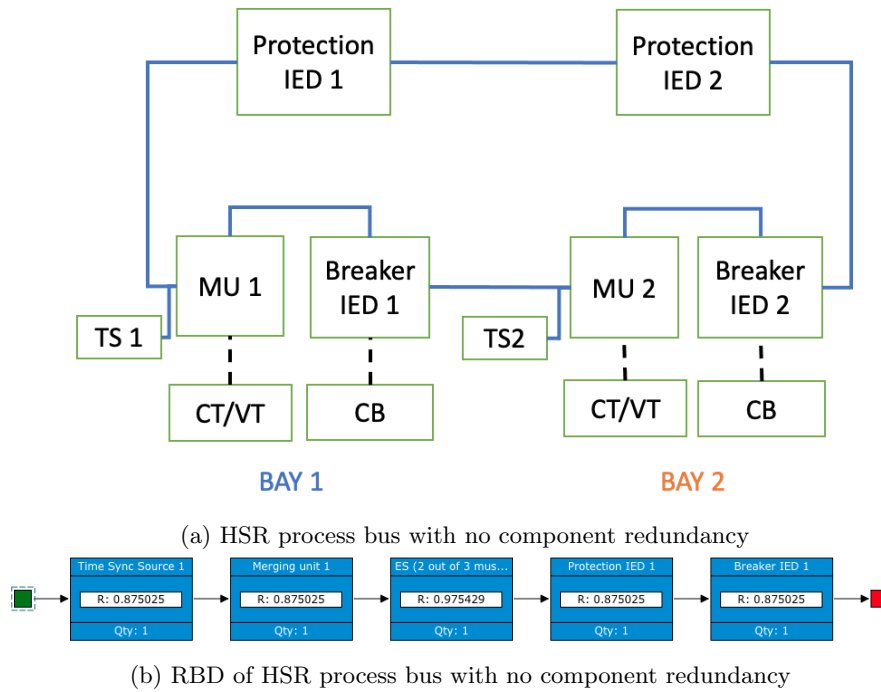 Protection
IED 1
Protection
IED 2
MU 1
Breaker
IED 1
MU 2
Breaker
IED 2
TS 1
TS2
CT/VT
CB
CT/VT
CB
BAY 1
BAY 2
(a) HSR process bus with no component redundancy
Time Sync Source 1
Merging unit 1
ES (2 out of 3 mus...
Protection IED 1
Breaker IED 1
R: 0.875025
R: 0.875025
R: 0.975429
R: 0.875025
R: 0.875025
Qty: 1
Qty: 1
Qty: 1
Qty: 1
Qty: 1
(b) RBD of HSR process bus with no component redundancy